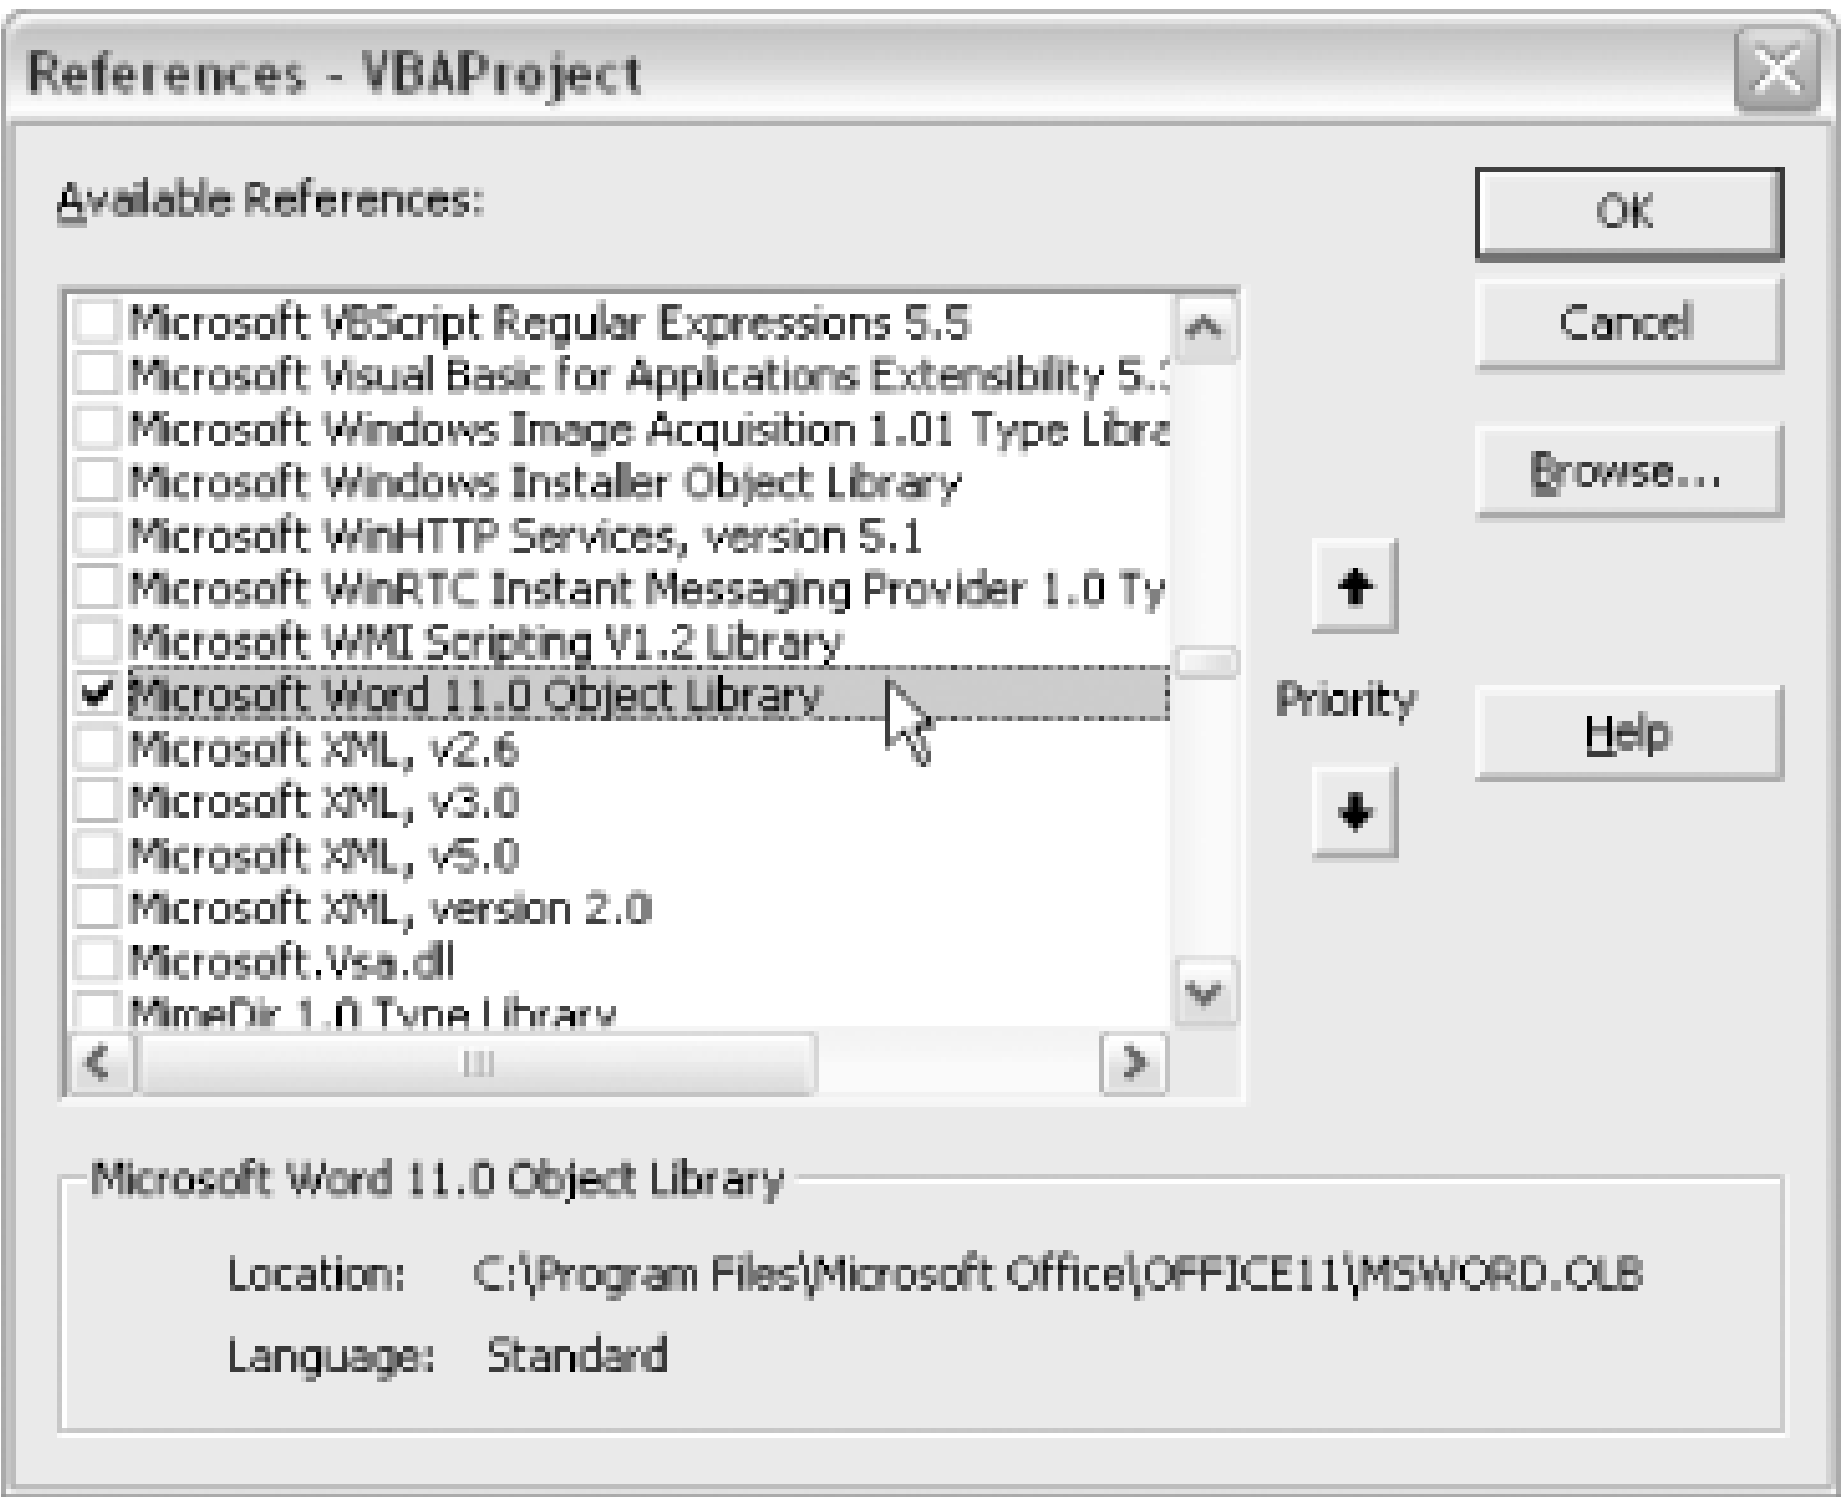 References - VBAProject
Available References:
OK
Cancel
Browse...
Priority
Help
Microsoft VBScript Regular Expressions 5.5
Microsoft Visual Basic for Applications Extensibility 5.
Microsoft Windows Image Acquisition 1.01 Type Libra
Microsoft Windows Installer Object Library
Microsoft WinHTTP Services, version 5.1
Microsoft WinRTC Instant Messaging Provider 1.0 Ty
Microsoft WMI Scripting V1.2 Library
Microsoft Word 11.0 Object Library
Microsoft XML, v2.6
Microsoft XML, v3.0
Microsoft XML, v5.0
Microsoft XML, version 2.0
Microsoft.Vsa.dll
MimeDir 1.0 Type Library
Microsoft Word 11.0 Object Library
Location: C:\Program Files\Microsoft Office\OFFICE11\MSWORD.OLB
Language: Standard